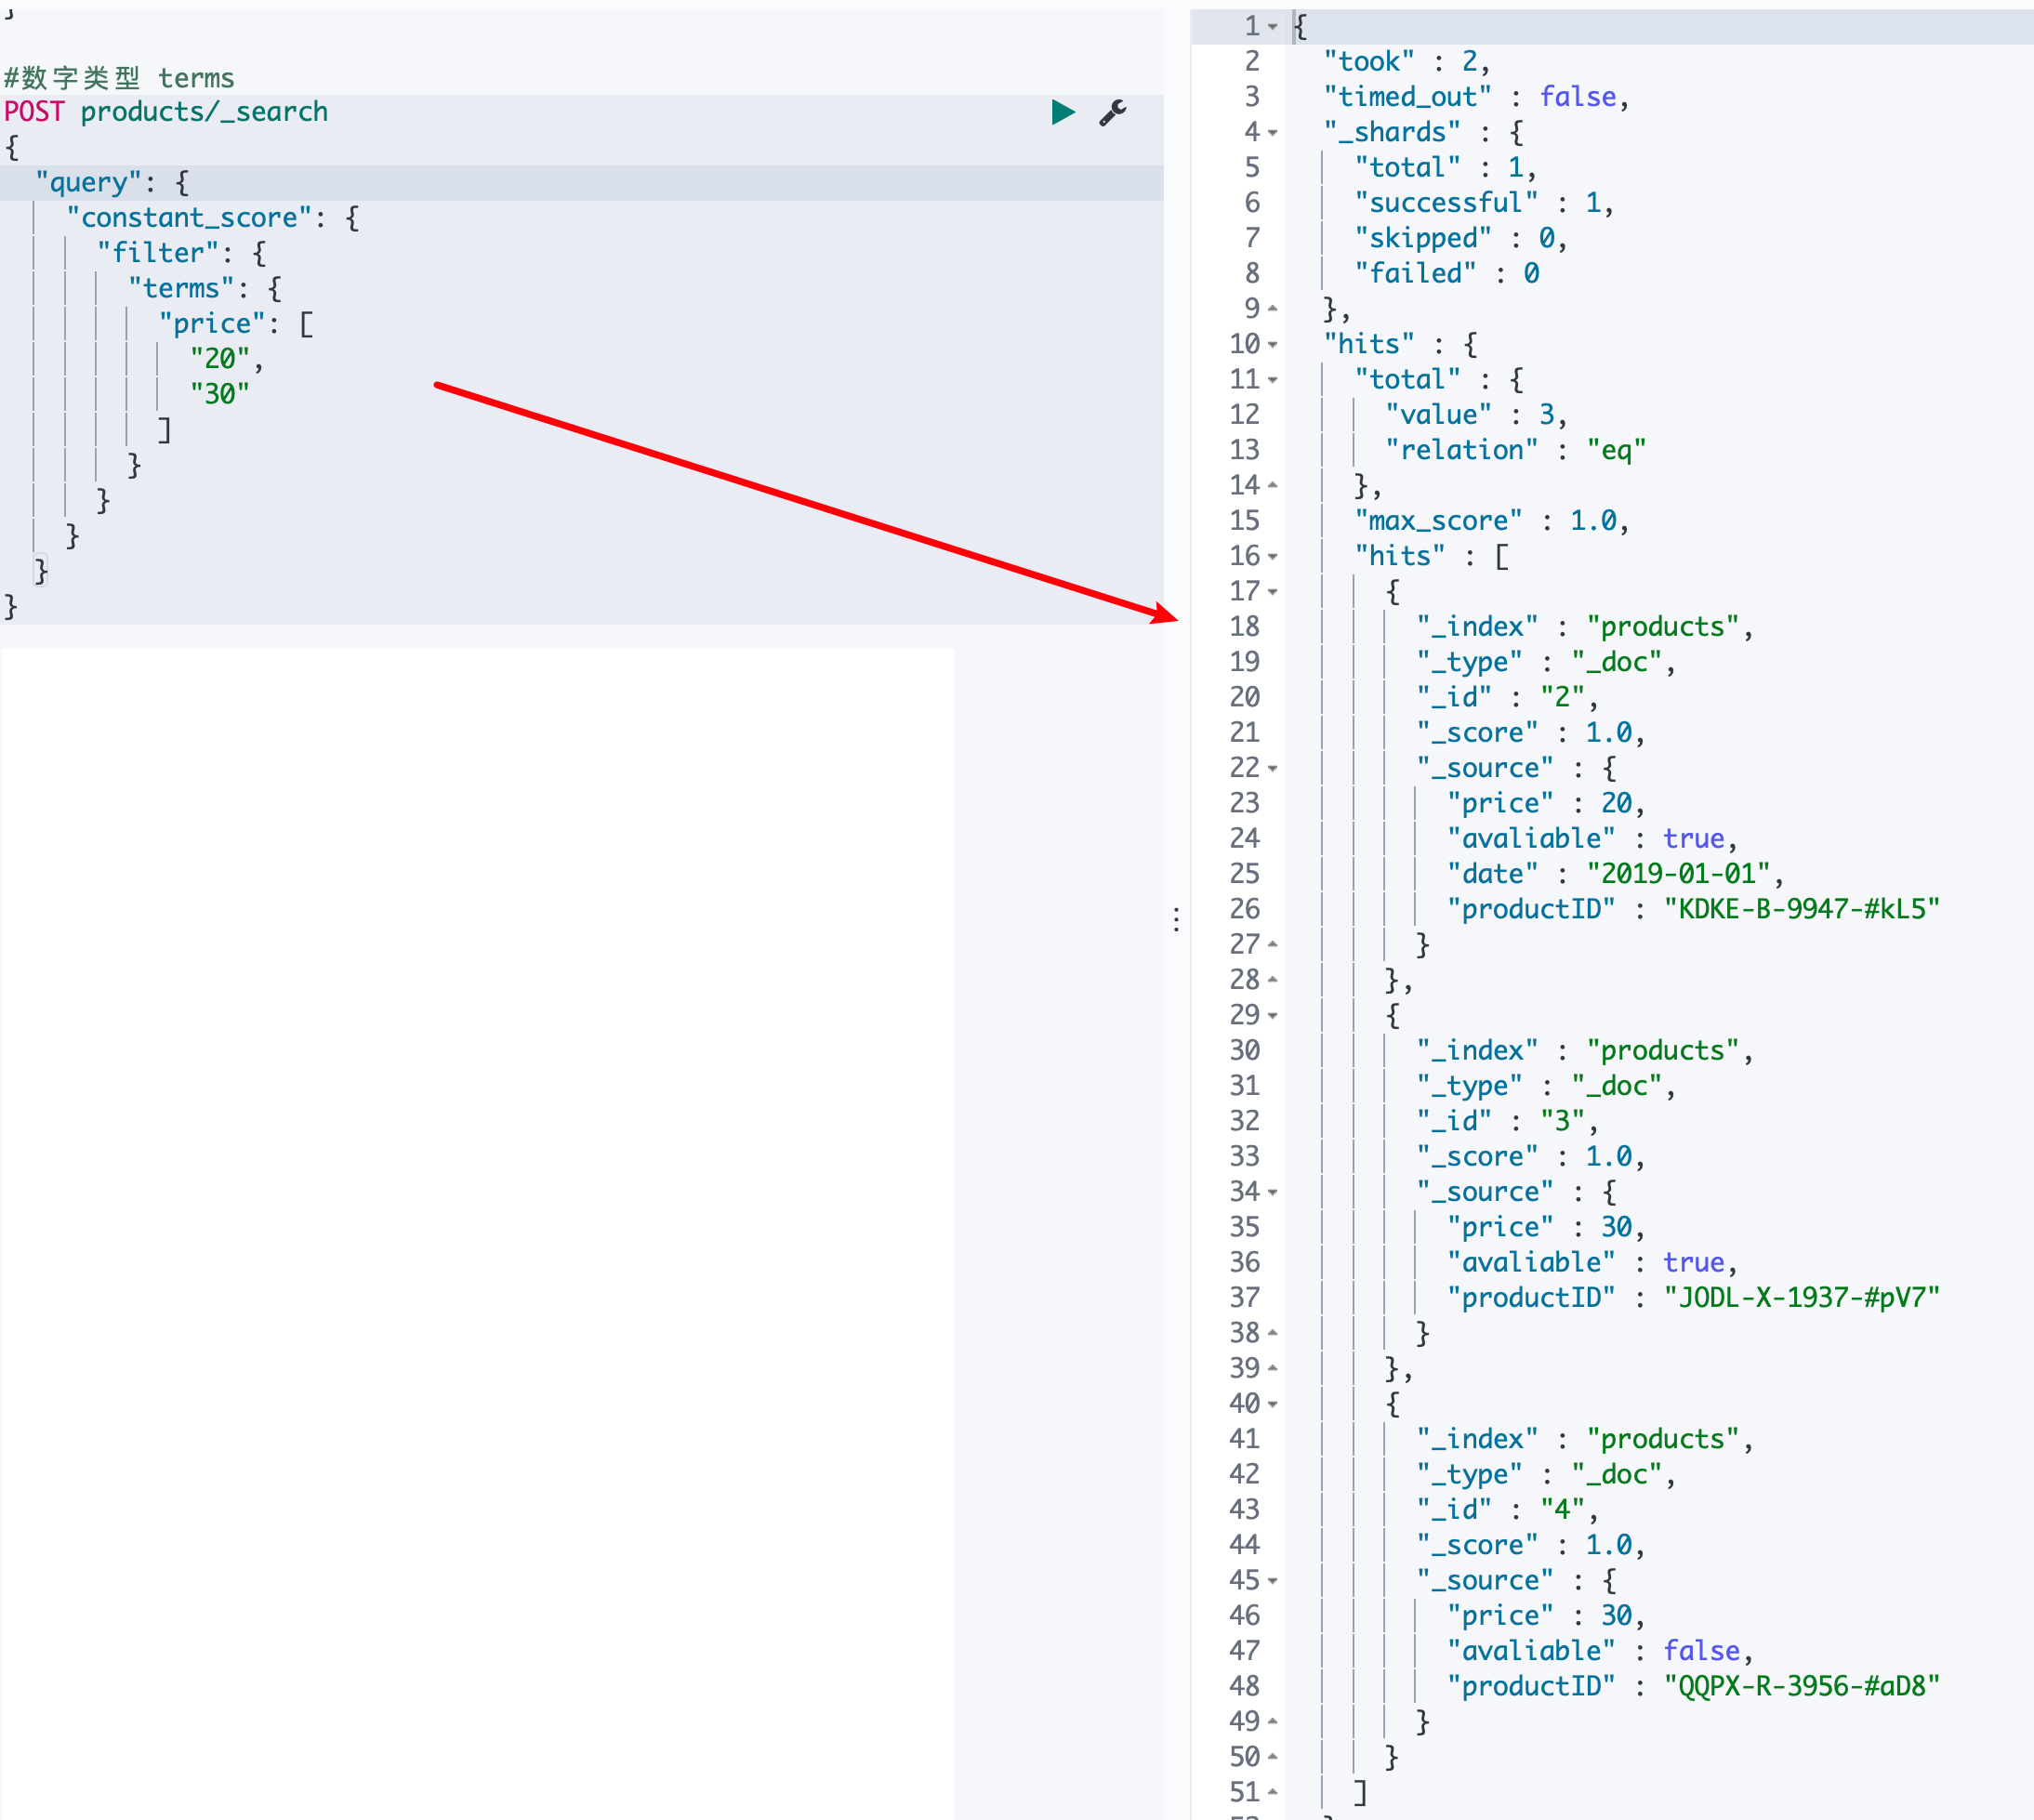 }
#数字类型 terms
POST products/_search
{
  "query": {
    "constant_score": {
      "filter": {
        "terms": {
          "price": [
            "20",
            "30"
          ]
        }
      }
    }
  }
}
1 {
2   "took" : 2,
3   "timed_out" : false,
4   "_shards" : {
5     "total" : 1,
6     "successful" : 1,
7     "skipped" : 0,
8     "failed" : 0
9   },
10   "hits" : {
11     "total" : {
12       "value" : 3,
13       "relation" : "eq"
14     },
15     "max_score" : 1.0,
16     "hits" : [
17       {
18         "_index" : "products",
19         "_type" : "_doc",
20         "_id" : "2",
21         "_score" : 1.0,
22         "_source" : {
23           "price" : 20,
24           "avaliable" : true,
25           "date" : "2019-01-01",
26           "productID" : "KDKE-B-9947-#kL5"
27         }
28       },
29       {
30         "_index" : "products",
31         "_type" : "_doc",
32         "_id" : "3",
33         "_score" : 1.0,
34         "_source" : {
35           "price" : 30,
36           "avaliable" : true,
37           "productID" : "JODL-X-1937-#pV7"
38         }
39       },
40       {
41         "_index" : "products",
42         "_type" : "_doc",
43         "_id" : "4",
44         "_score" : 1.0,
45         "_source" : {
46           "price" : 30,
47           "avaliable" : false,
48           "productID" : "QQPX-R-3956-#aD8"
49         }
50       }
51     ]